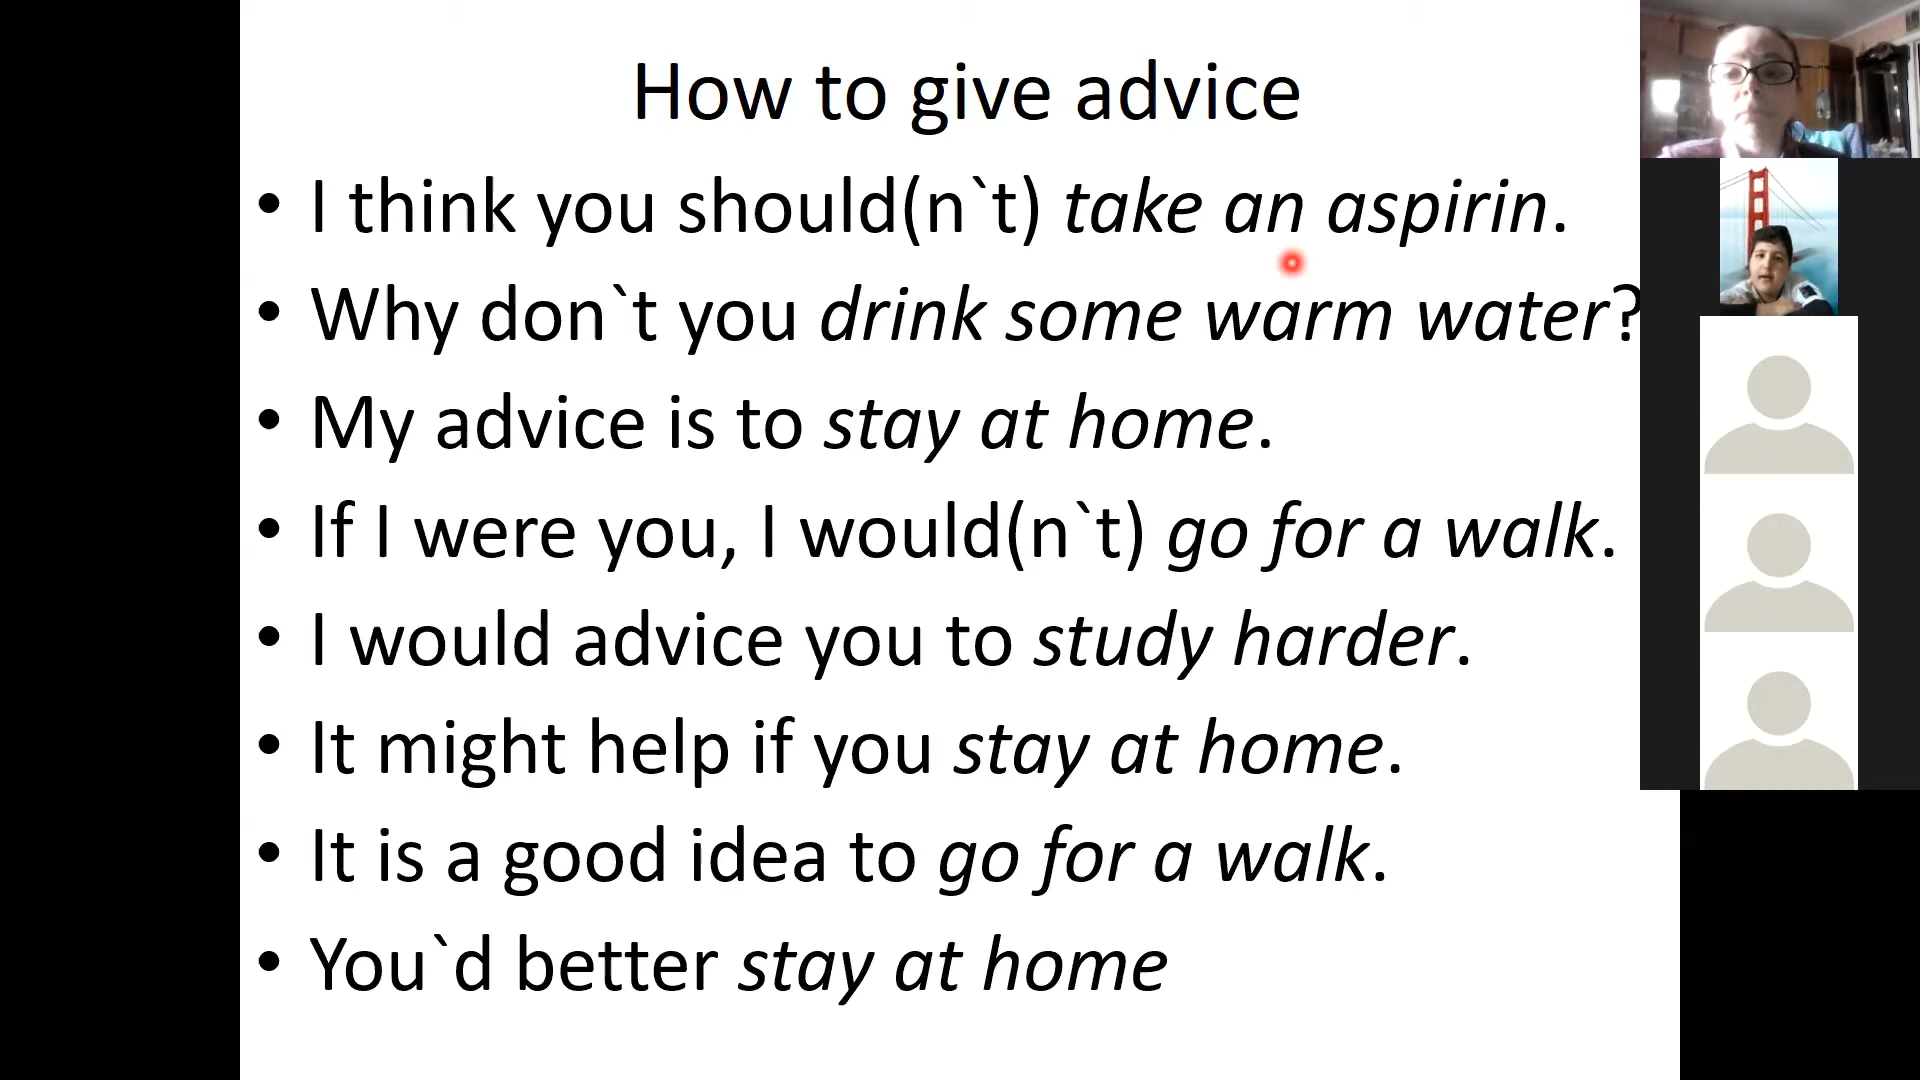 How to give advice
• I think you should(n`t) take an aspirin.
• Why don`t you drink some warm water?
• My advice is to stay at home.
• If I were you, I would(n`t) go for a walk.
• I would advice you to study harder.
• It might help if you stay at home.
• It is a good idea to go for a walk.
• You`d better stay at home